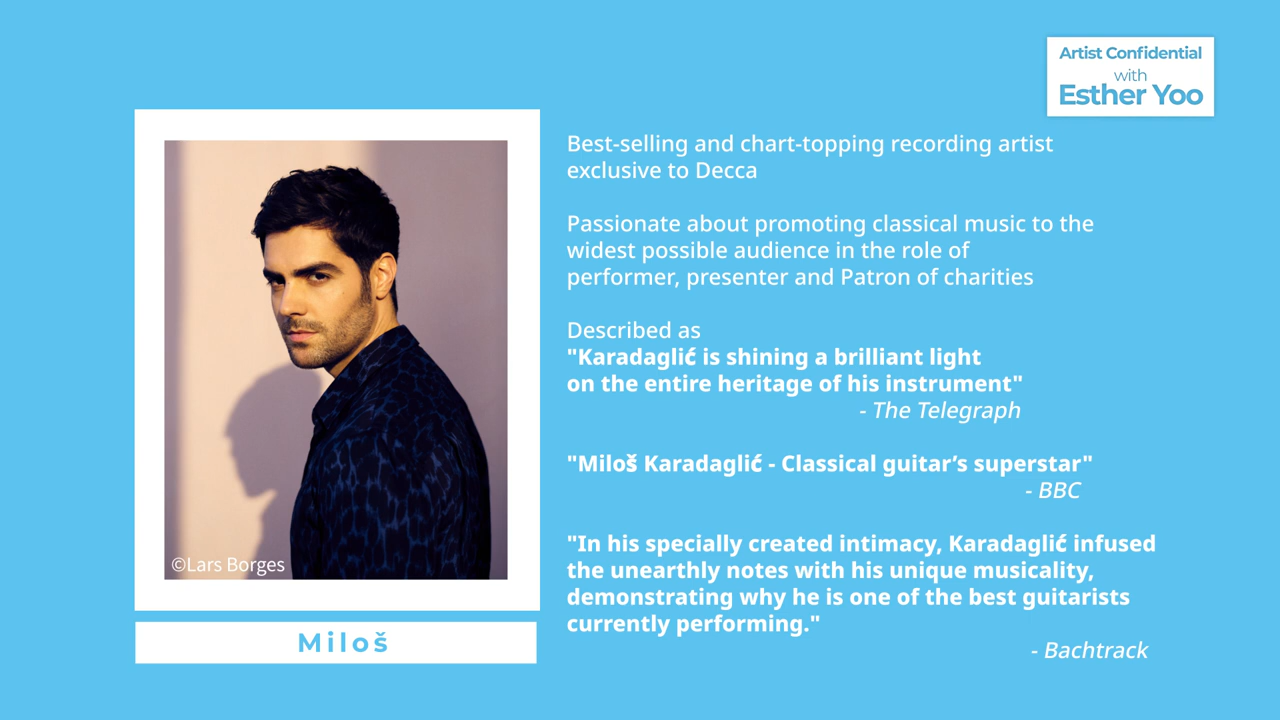 Artist Confidential
with
Esther Yoo
Best-selling and chart-topping recording artist
exclusive to Decca
Passionate about promoting classical music to the
widest possible audience in the role of
performer, presenter and Patron of charities
Described as
"Karadaglić is shining a brilliant light
on the entire heritage of his instrument"
- The Telegraph
"Miloš Karadaglić - Classical guitar’s superstar"
- BBC
"In his specially created intimacy, Karadaglić infused
the unearthly notes with his unique musicality,
demonstrating why he is one of the best guitarists
currently performing."
- Bachtrack
©Lars Borges
Miloš